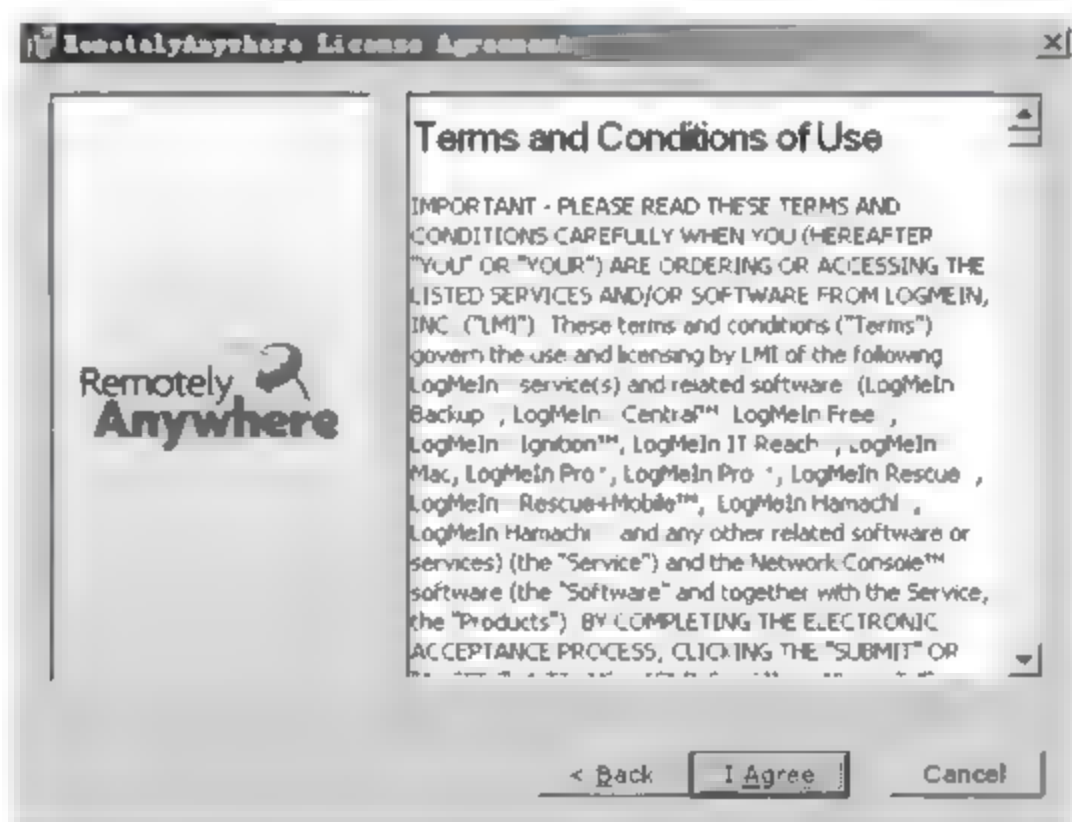 RemotelyAnywhere License Agreement
Remotely
Anywhere
Terms and Conditions of Use
IMPORTANT - PLEASE READ THESE TERMS AND
CONDITIONS CAREFULLY WHEN YOU (HEREAFTER
"YOU" OR "YOUR") ARE ORDERING OR ACCESSING THE
LISTED SERVICES AND/OR SOFTWARE FROM LOGMEIN,
INC. ("LMI"). These terms and conditions ("Terms")
govern the use and licensing by LMI of the following
LogMeIn service(s) and related software (LogMeIn
Backup , LogMeIn Central™ LogMeIn Free ,
LogMeIn Ignition™, LogMeIn IT Reach , LogMeIn
Mac, LogMeIn Pro , LogMeIn Pro , LogMeIn Rescue ,
LogMeIn Rescue+Mobile™, LogMeIn Hamachi ,
LogMeIn Hamachi and any other related software or
services) (the "Service") and the Network Console™
software (the "Software" and together with the Service,
the "Products") BY COMPLETING THE ELECTRONIC
ACCEPTANCE PROCESS, CLICKING THE "SUBMIT" OR
< Back
I Agree
Cancel